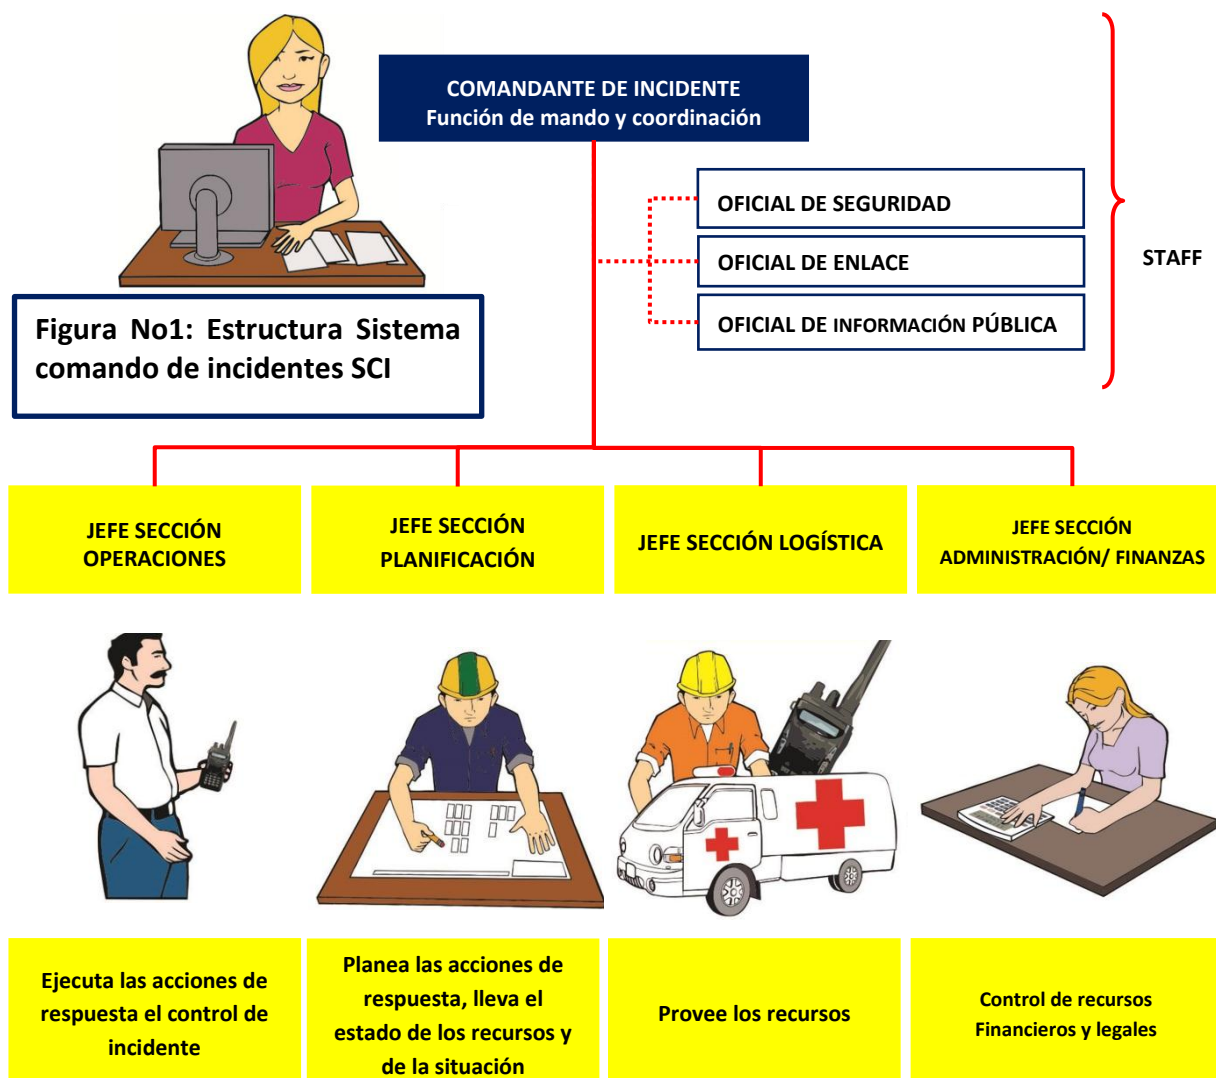 COMANDANTE DE INCIDENTE
Función de mando y coordinación
OFICIAL DE SEGURIDAD
OFICIAL DE ENLACE
OFICIAL DE INFORMACIÓN PÚBLICA
STAFF
Figura No1: Estructura Sistema
comando de incidentes SCI
JEFE SECCIÓN
OPERACIONES
JEFE SECCIÓN
PLANIFICACIÓN
JEFE SECCIÓN LOGÍSTICA
JEFE SECCIÓN
ADMINISTRACIÓN/ FINANZAS
Ejecuta las acciones de
respuesta el control de
incidente
Planea las acciones de
respuesta, lleva el
estado de los recursos y
de la situación
Provee los recursos
Control de recursos
Financieros y legales